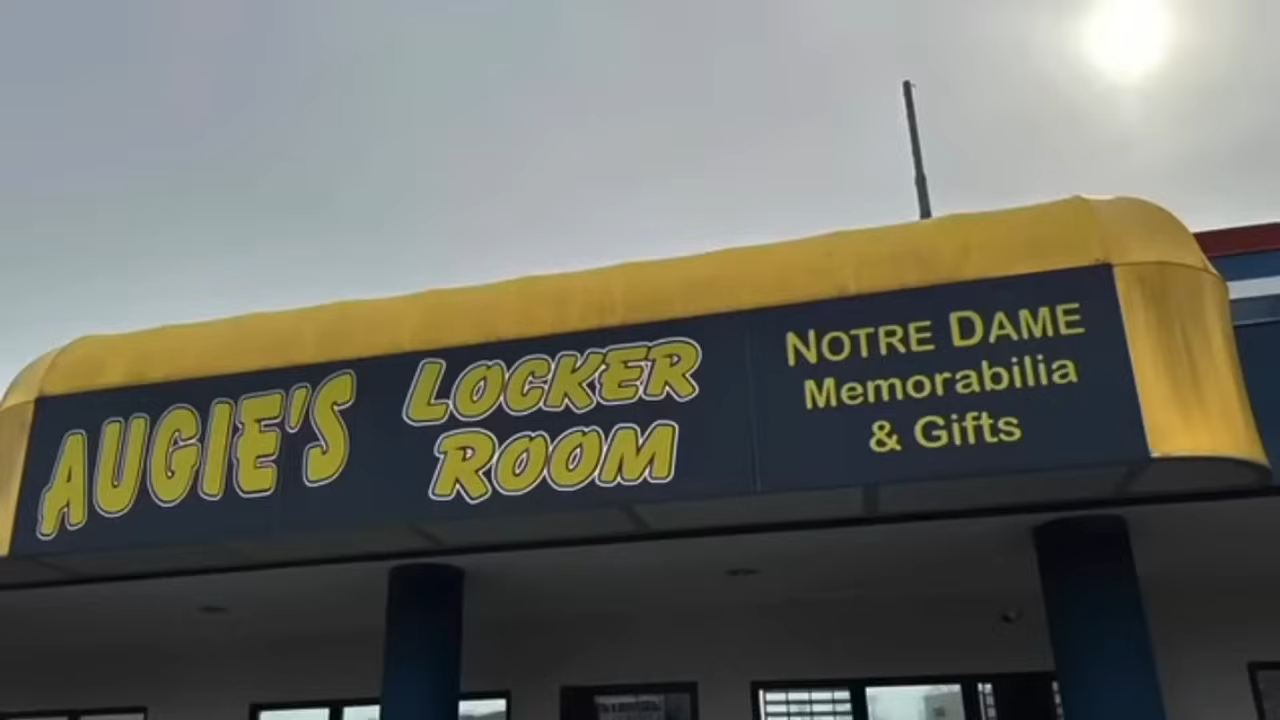 AUGIE'S
LOCKER
ROOM
NOTRE DAME
Memorabilia
& Gifts